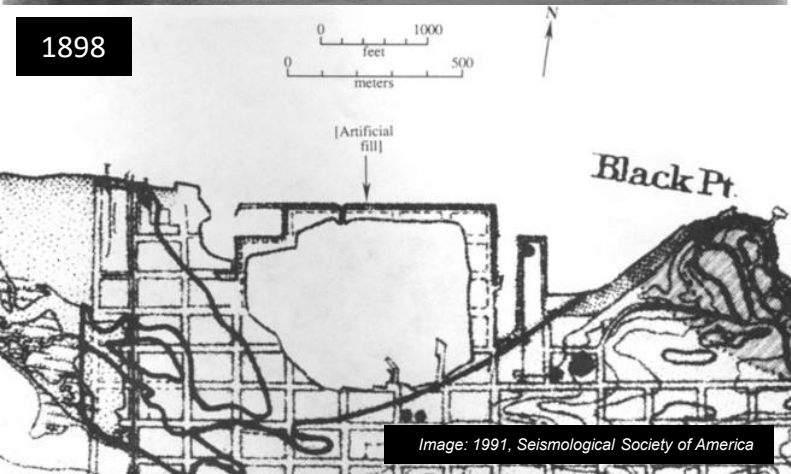 1898
0 1000
feet
0 500
meters
N
[Artificial
fill]
Black Pt.
Image: 1991, Seismological Society of America